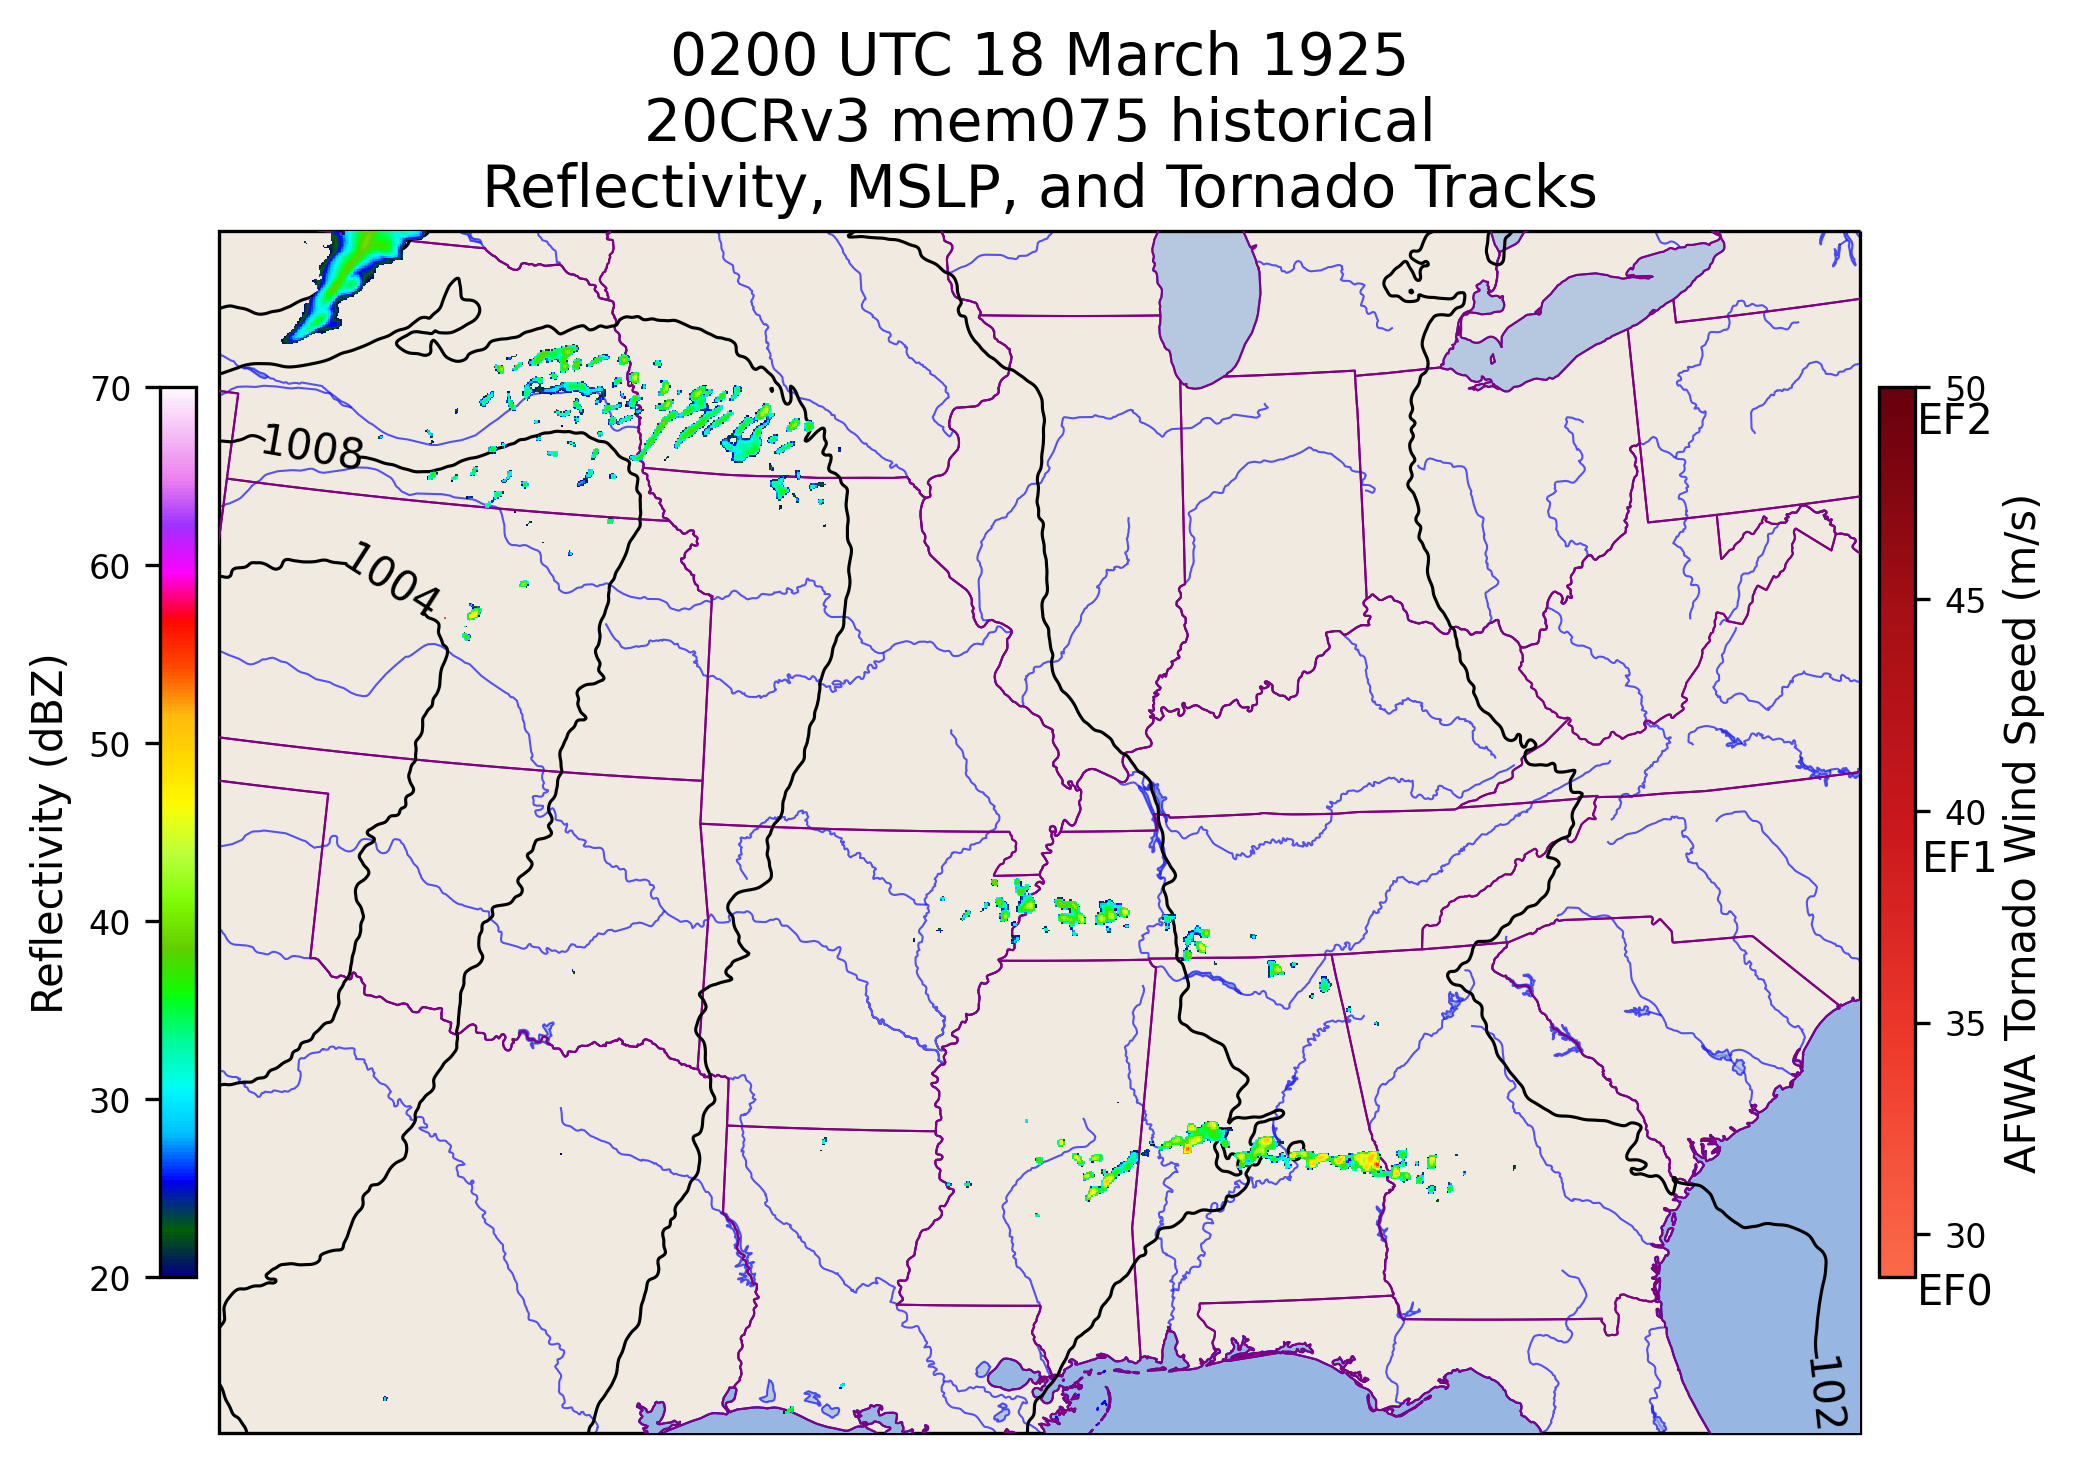 0200 UTC 18 March 1925
20CRv3 mem075 historical
Reflectivity, MSLP, and Tornado Tracks
Reflectivity (dBZ)
70
60
50
40
30
20
1008
1004
102
50
EF2
45
40
EF1
35
30
EF0
AFWA Tornado Wind Speed (m/s)